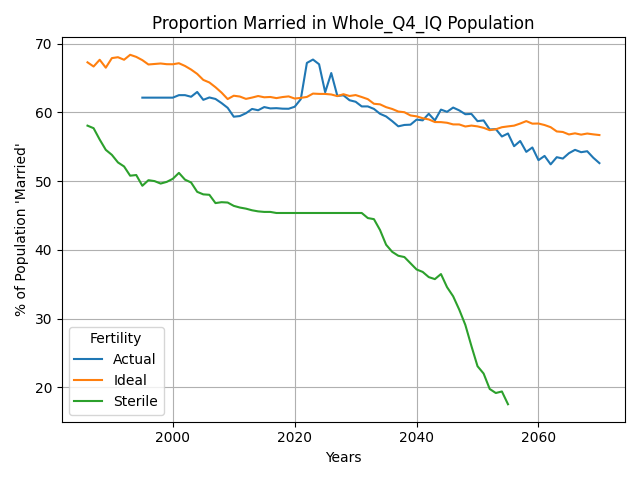 Proportion Married in Whole_Q4_IQ Population
% of Population 'Married'
70
60
50
40
30
20
Fertility
Actual
Ideal
Sterile
2000
2020
2040
2060
Years